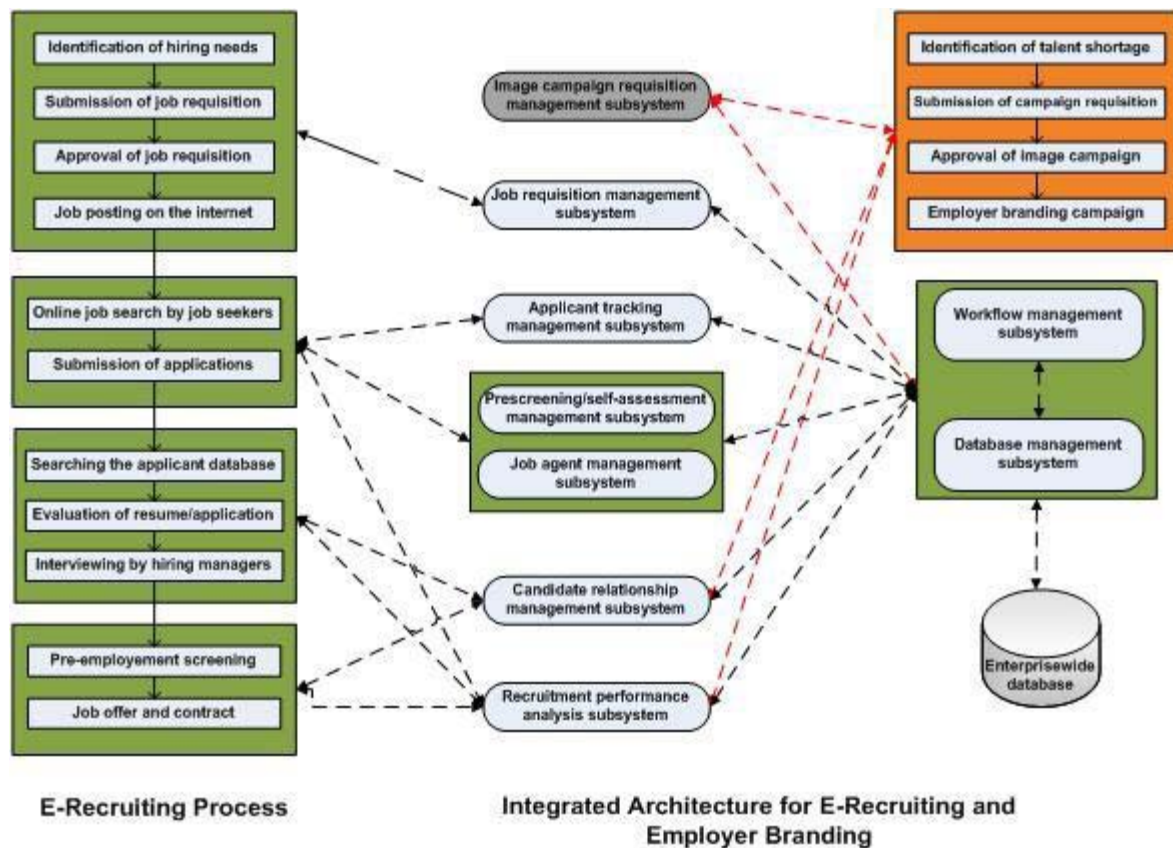 Identification of hiring needs
Submission of job requisition
Approval of job requisition
Job posting on the internet
Online job search by job seekers
Submission of applications
Searching the applicant database
Evaluation of resume/application
Interviewing by hiring managers
Pre-employement screening
Job offer and contract
E-Recruiting Process
Image campaign requisition
management subsystem
Job requisition management
subsystem
Applicant tracking
management subsystem
Prescreening/self-assessment
management subsystem
Job agent management
subsystem
Candidate relationship
management subsystem
Recruitment performance
analysis subsystem
Identification of talent shortage
Submission of campaign requisition
Approval of image campaign
Employer branding campaign
Workflow management
subsystem
Database management
subsystem
Enterprisewide
database
Integrated Architecture for E-Recruiting and
Employer Branding